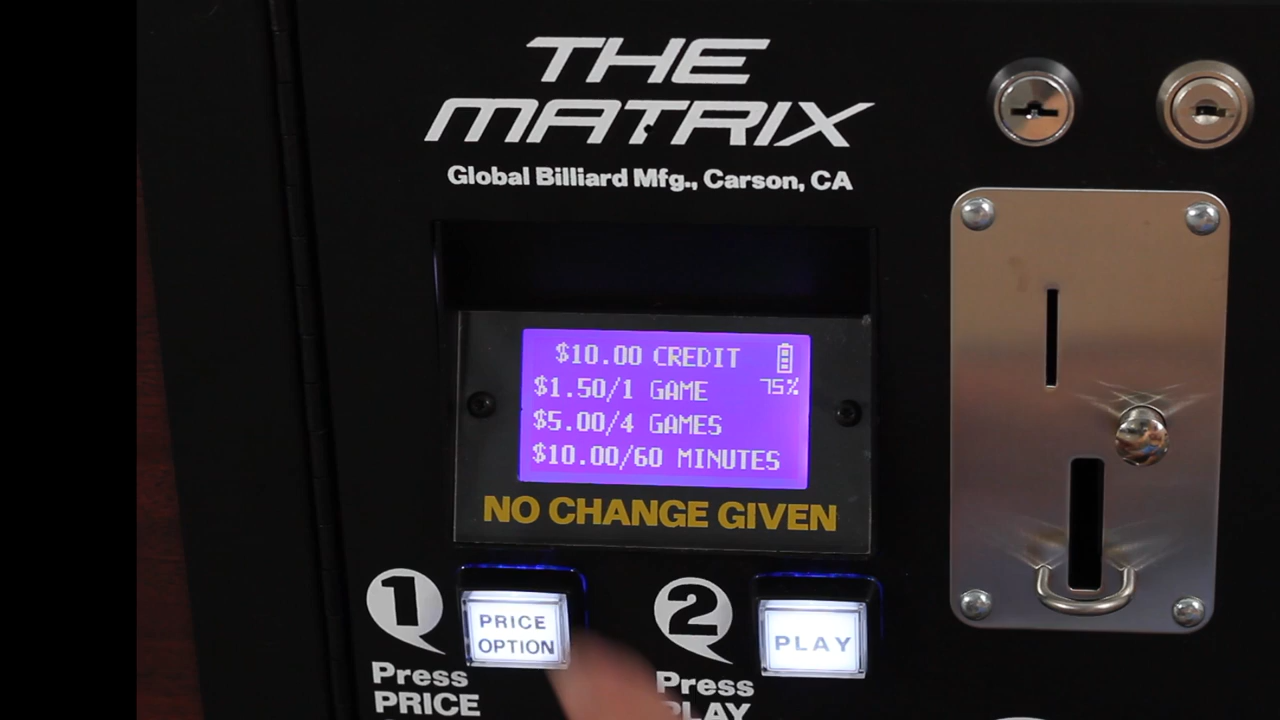 THE
MATRIX
Global Billiard Mfg., Carson, CA
$10.00 CREDIT
$1.50/1 GAME 75%
$5.00/4 GAMES
$10.00/60 MINUTES
NO CHANGE GIVEN
1 PRICE OPTION
2 PLAY
Press
PRICE
Press
PLAY